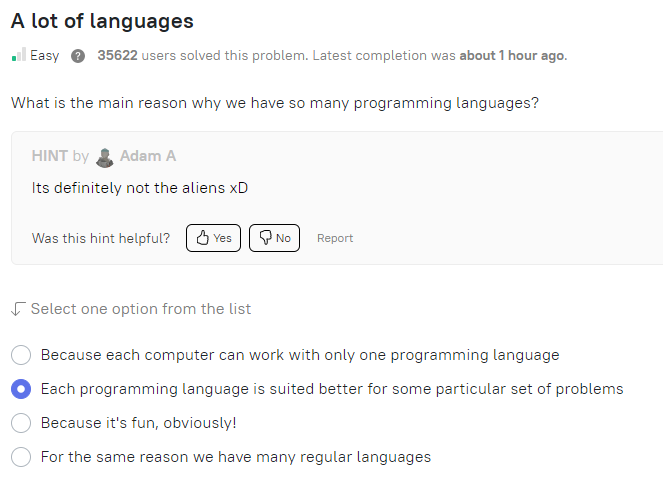 A lot of languages
Easy ? 35622 users solved this problem. Latest completion was about 1 hour ago.
What is the main reason why we have so many programming languages?
HINT by Adam A
Its definitely not the aliens xD
Was this hint helpful? Yes No Report
Select one option from the list
Because each computer can work with only one programming language
Each programming language is suited better for some particular set of problems
Because it's fun, obviously!
For the same reason we have many regular languages